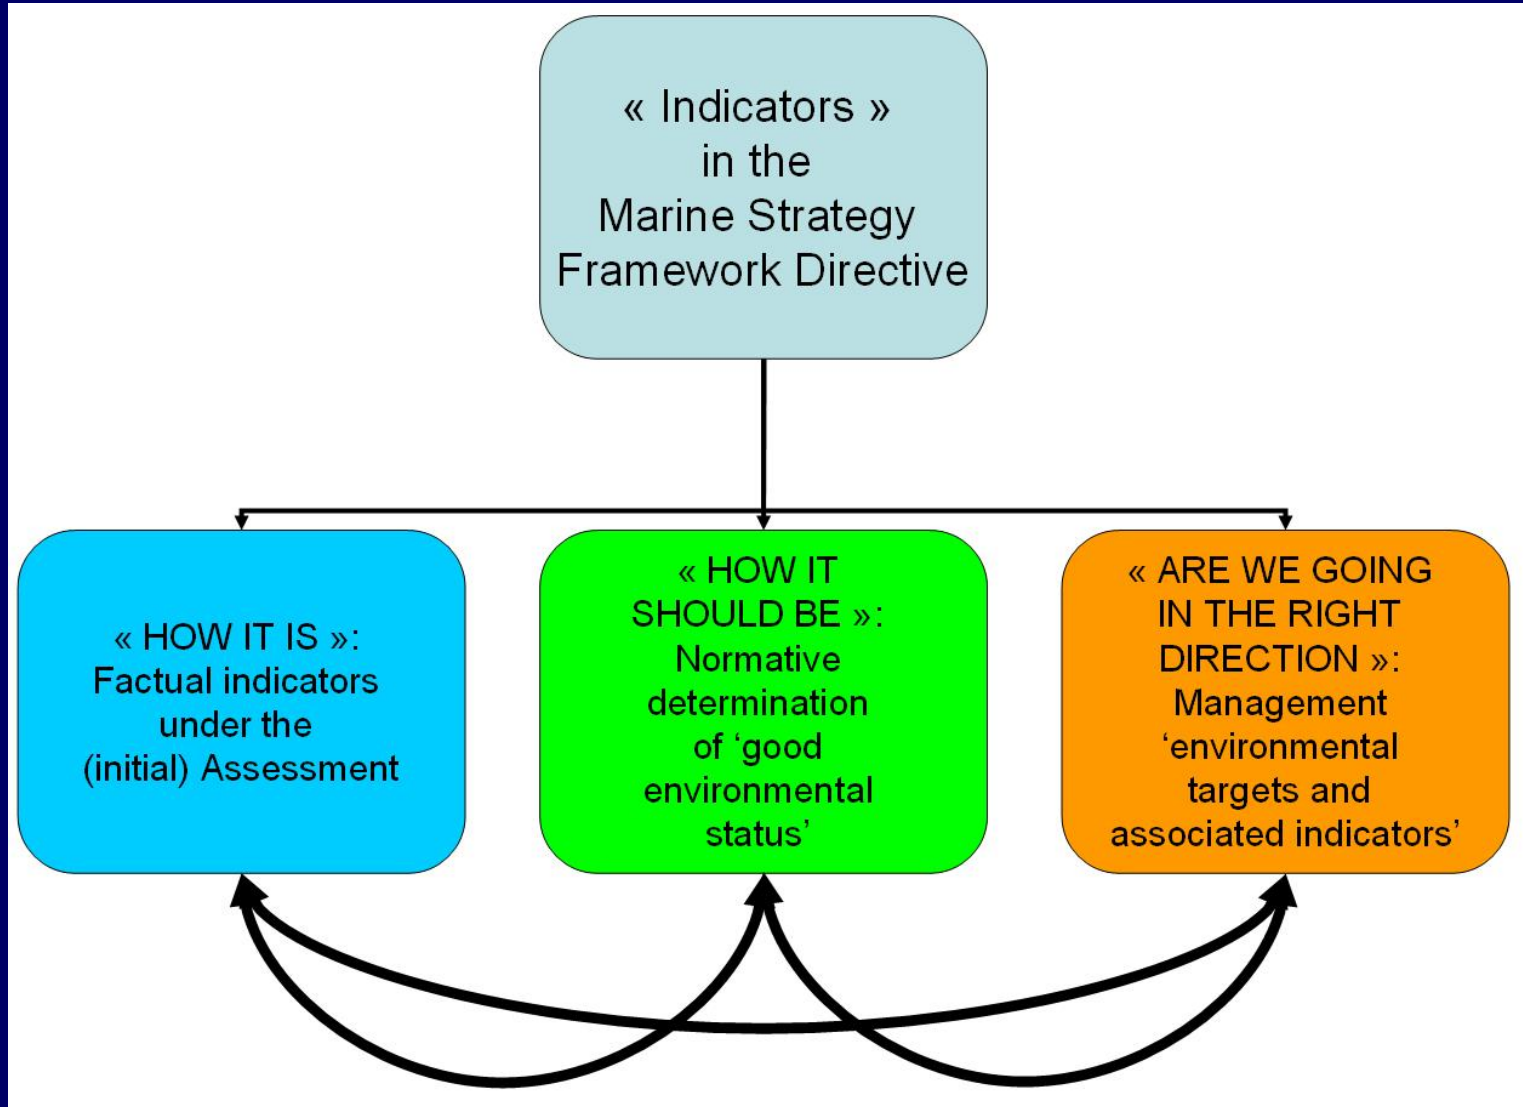 « Indicators »
in the
Marine Strategy
Framework Directive
« HOW IT IS »:
Factual indicators
under the
(initial) Assessment
« HOW IT
SHOULD BE »:
Normative
determination
of ‘good
environmental
status’
« ARE WE GOING
IN THE RIGHT
DIRECTION »:
Management
‘environmental
targets and
associated indicators’